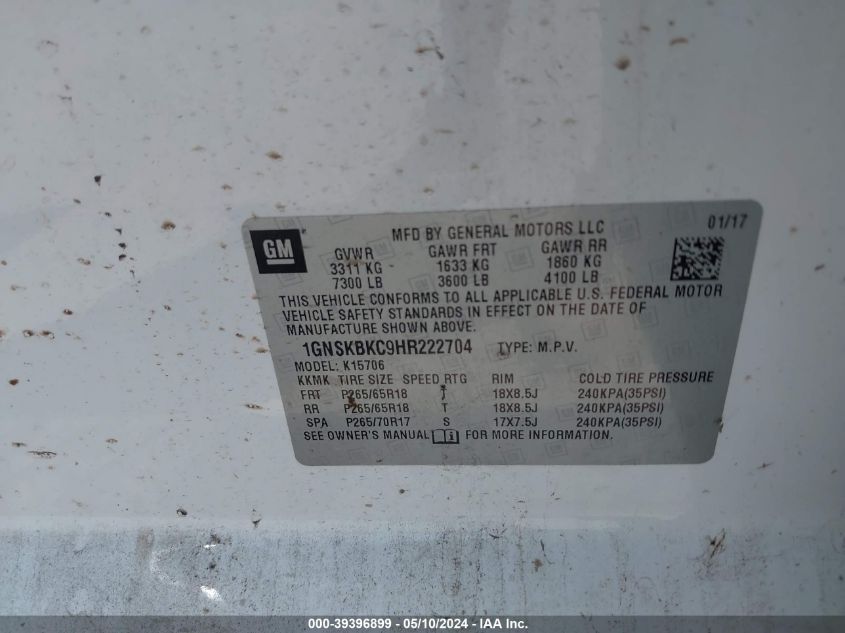 GM
MFD BY GENERAL MOTORS LLC 01/17
GVWR GAWR FRT GAWR RR
3311 KG 1633 KG 1860 KG
7300 LB 3600 LB 4100 LB
THIS VEHICLE CONFORMS TO ALL APPLICABLE U.S. FEDERAL MOTOR
VEHICLE SAFETY STANDARDS IN EFFECT ON THE DATE OF
MANUFACTURE SHOWN ABOVE.
1GNSKBKC9HR222704 TYPE: M.P.V.
MODEL: K15706
KKMK TIRE SIZE SPEED RTG RIM COLD TIRE PRESSURE
FRT P265/65R18 T 18X8.5J 240KPA(35PSI)
RR P265/65R18 T 18X8.5J 240KPA(35PSI)
SPA P265/70R17 S 17X7.5J 240KPA(35PSI)
SEE OWNER'S MANUAL i FOR MORE INFORMATION.
000-39396899 - 05/10/2024 - IAA Inc.